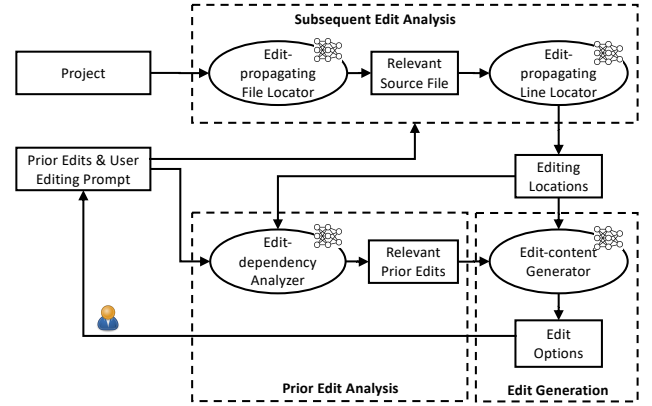 Subsequent Edit Analysis
Project
Edit-
propagating
File Locator
Relevant
Source File
Edit-
propagating
Line Locator
Prior Edits & User
Editing Prompt
Editing
Locations
Edit-
dependency
Analyzer
Relevant
Prior Edits
Edit-content
Generator
Edit
Options
Prior Edit Analysis
Edit Generation